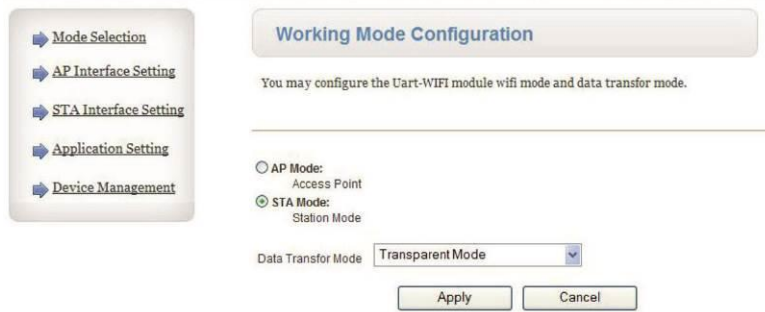 Mode Selection
AP Interface Setting
STA Interface Setting
Application Setting
Device Management
Working Mode Configuration
You may configure the Uart-WIFI module wifi mode and data transfor mode.
AP Mode:
Access Point
STA Mode:
Station Mode
Data Transfor Mode Transparent Mode
Apply Cancel